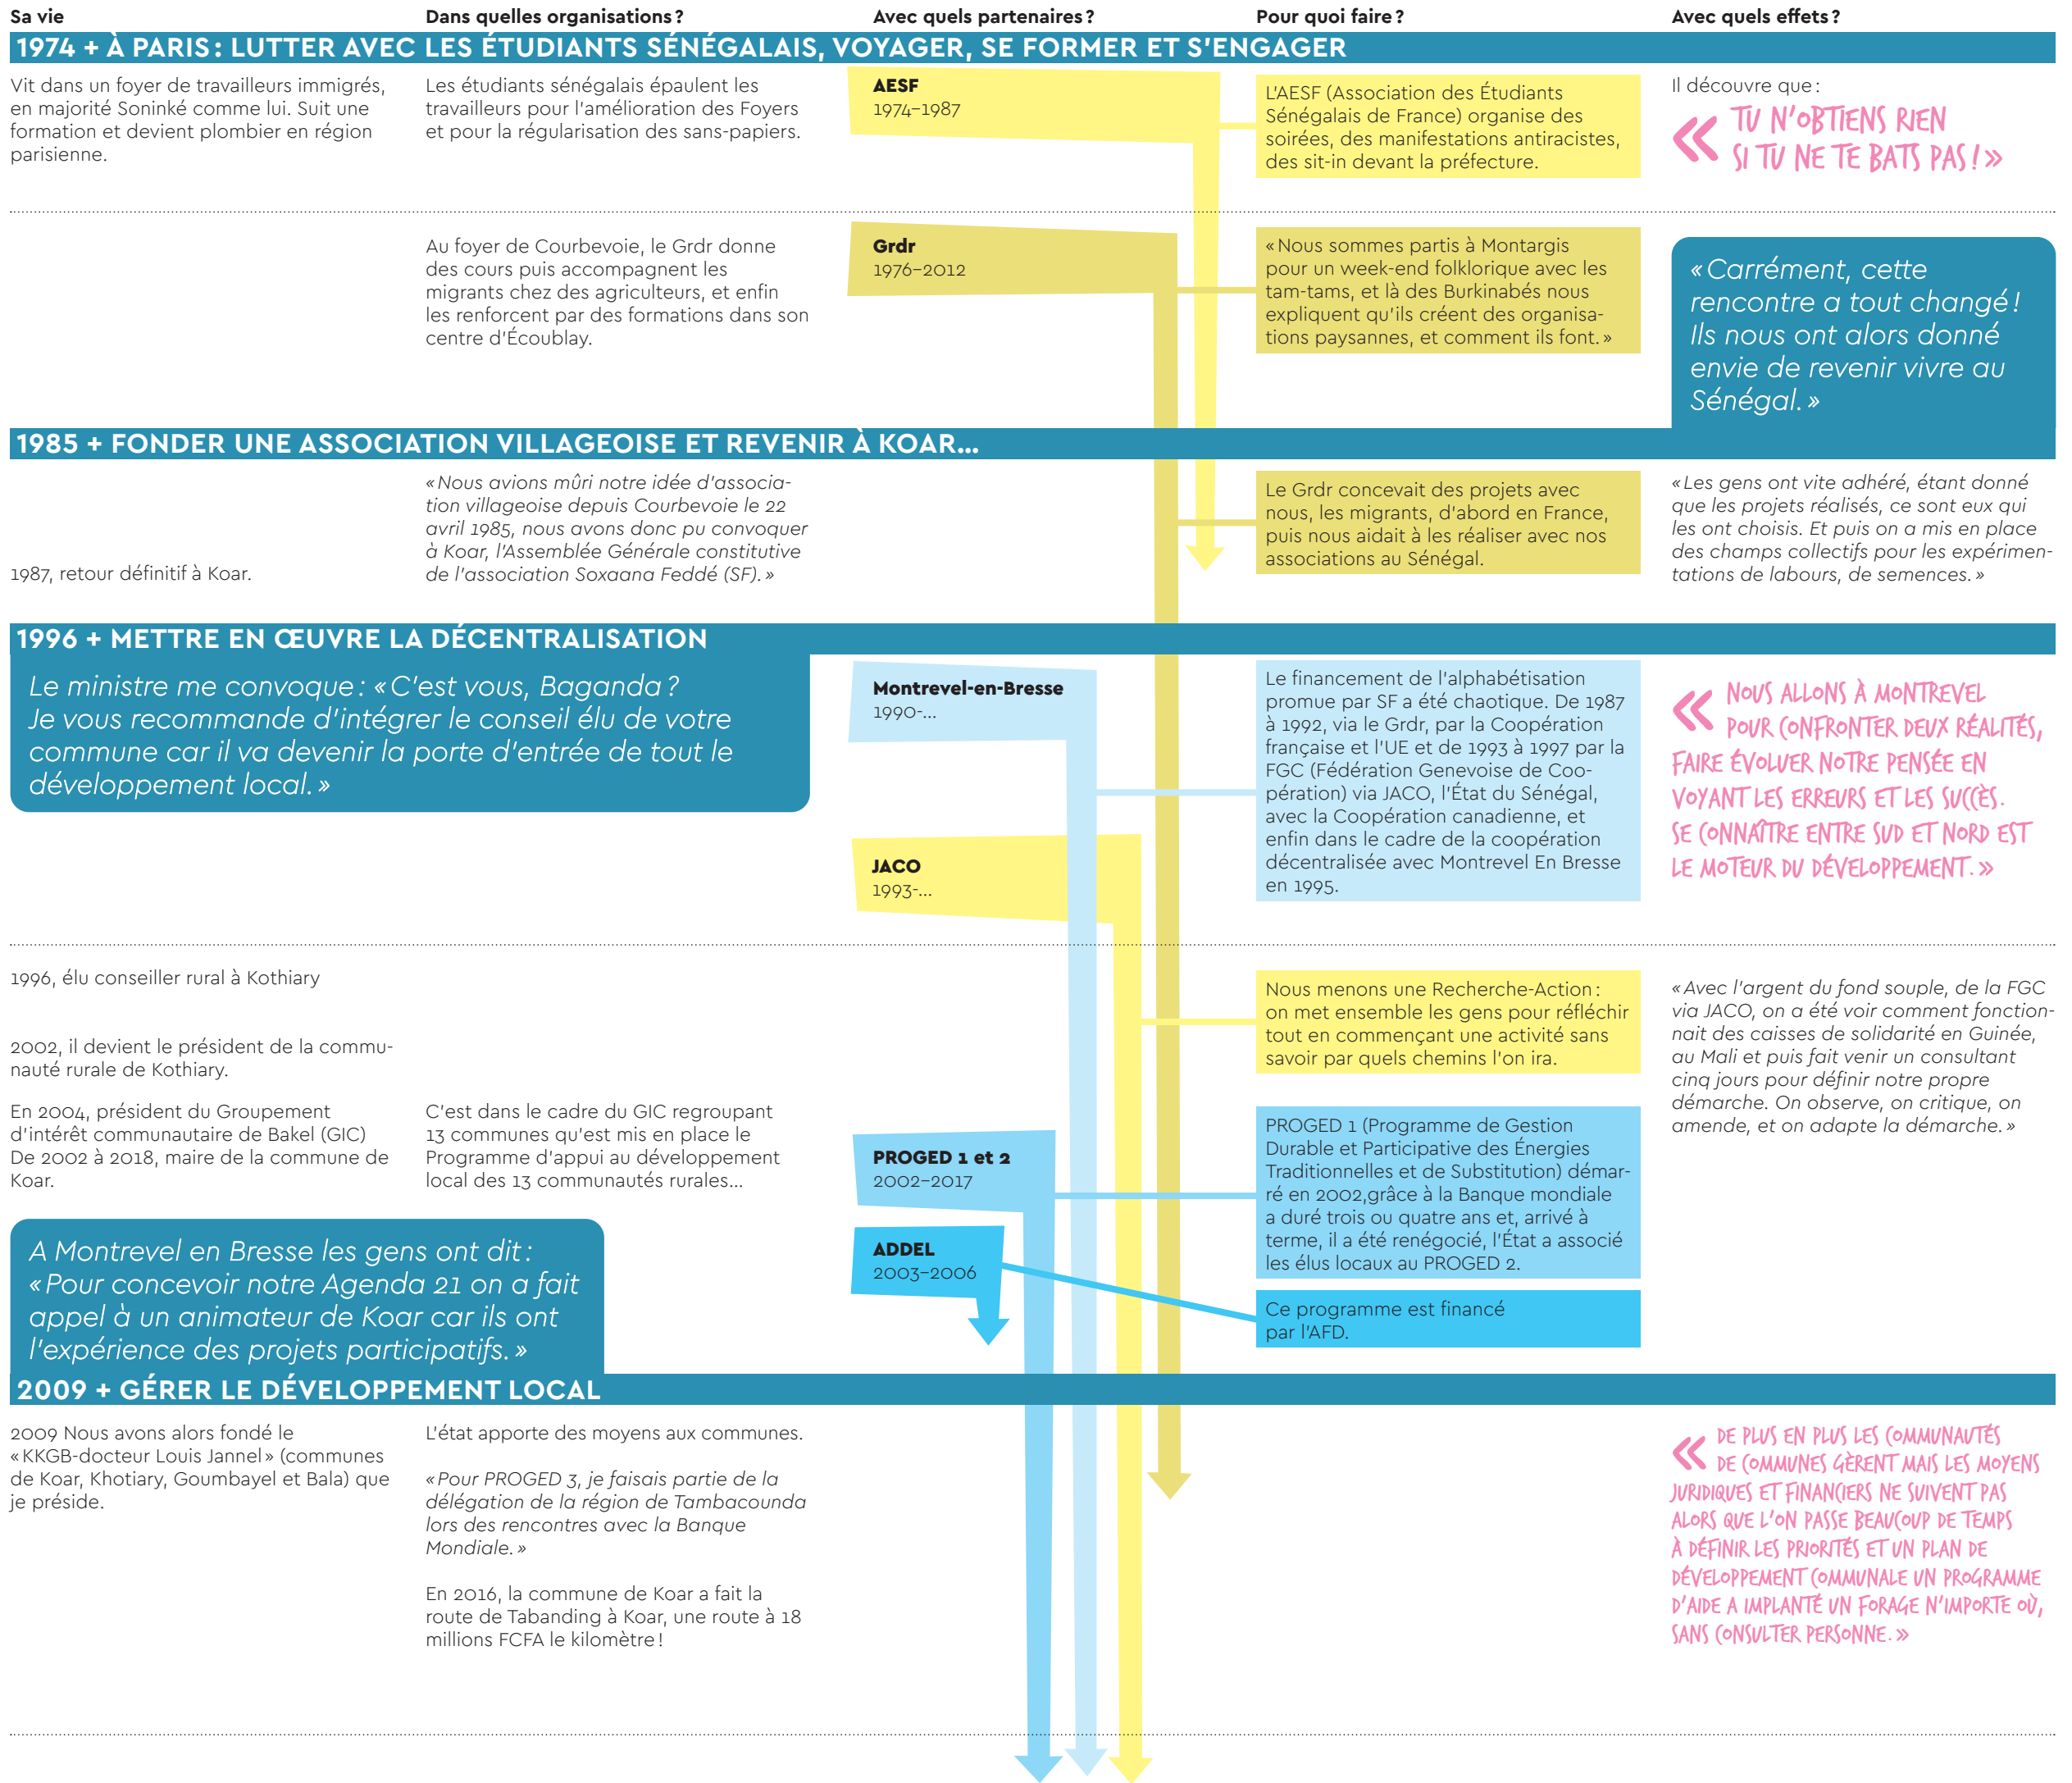 Sa vie
Dans quelles organisations ?
Avec quels partenaires ?
Pour quoi faire ?
Avec quels effets ?
1974 + À PARIS : LUTTER AVEC LES ÉTUDIANTS SÉNÉGALAIS, VOYAGER, SE FORMER ET S'ENGAGER
Vit dans un foyer de travailleurs immigrés,
en majorité Soninké comme lui. Suit une
formation et devient plombier en région
parisienne.
Les étudiants sénégalais épaulent les
travailleurs pour l'amélioration des Foyers
et pour la régularisation des sans-papiers.
AESF
1974-1987
L'AESF (Association des Étudiants
Sénégalais de France) organise des
soirées, des manifestations antiracistes,
des sit-in devant la préfecture.
Il découvre que :
« TU N'OBTIENS RIEN
SI TU NE TE BATS PAS ! »
Au foyer de Courbevoie, le Grdr donne
des cours puis accompagnent les
migrants chez des agriculteurs, et enfin
les renforcent par des formations dans son
centre d'Écoublay.
Grdr
1976-2012
« Nous sommes partis à Montargis
pour un week-end folklorique avec les
tam-tams, et là des Burkinabés nous
expliquent qu'ils créent des organisa-
tions paysannes, et comment ils font. »
« Carrément, cette
rencontre a tout changé !
Ils nous ont alors donné
envie de revenir vivre au
Sénégal. »
1985 + FONDER UNE ASSOCIATION VILLAGEOISE ET REVENIR À KOAR...
1987, retour définitif à Koar.
« Nous avions mûri notre idée d'associa-
tion villageoise depuis Courbevoie le 22
avril 1985, nous avons donc pu convoquer
à Koar, l'Assemblée Générale constitutive
de l'association Soxaana Feddé (SF). »
Le Grdr concevait des projets avec
nous, les migrants, d'abord en France,
puis nous aidait à les réaliser avec nos
associations au Sénégal.
« Les gens ont vite adhéré, étant donné
que les projets réalisés, ce sont eux qui
les ont choisis. Et puis on a mis en place
des champs collectifs pour les expérimen-
tations de labours, de semences. »
1996 + METTRE EN ŒUVRE LA DÉCENTRALISATION
Le ministre me convoque : « C'est vous, Baganda ?
Je vous recommande d'intégrer le conseil élu de votre
commune car il va devenir la porte d'entrée de tout le
développement local. »
Montrevel-en-Bresse
1990-...
Le financement de l'alphabétisation
promue par SF a été chaotique. De 1987
à 1992, via le Grdr, par la Coopération
française et l'UE et de 1993 à 1997 par la
FGC (Fédération Genevoise de Coo-
pération) via JACO, l'État du Sénégal,
avec la Coopération canadienne, et
enfin dans le cadre de la coopération
décentralisée avec Montrevel En Bresse
en 1995.
« NOUS ALLONS À MONTREVEL
POUR CONFRONTER DEUX RÉALITÉS,
FAIRE ÉVOLUER NOTRE PENSÉE EN
VOYANT LES ERREURS ET LES SUCCÈS.
SE CONNAÎTRE ENTRE SUD ET NORD EST
LE MOTEUR DU DÉVELOPPEMENT. »
JACO
1993-...
1996, élu conseiller rural à Kothiary
2002, il devient le président de la commu-
nauté rurale de Kothiary.
En 2004, président du Groupement
d'intérêt communautaire de Bakel (GIC)
De 2002 à 2018, maire de la commune de
Koar.
C'est dans le cadre du GIC regroupant
13 communes qu'est mis en place le
Programme d'appui au développement
local des 13 communautés rurales...
Nous menons une Recherche-Action :
on met ensemble les gens pour réfléchir
tout en commençant une activité sans
savoir par quels chemins l'on ira.
« Avec l'argent du fond souple, de la FGC
via JACO, on a été voir comment fonction-
nait des caisses de solidarité en Guinée,
au Mali et puis fait venir un consultant
cinq jours pour définir notre propre
démarche. On observe, on critique, on
amende, et on adapte la démarche. »
PROGED 1 et 2
2002-2017
PROGED 1 (Programme de Gestion
Durable et Participative des Énergies
Traditionnelles et de Substitution) démar-
ré en 2002,grâce à la Banque mondiale
a duré trois ou quatre ans et, arrivé à
terme, il a été renégocié, l'État a associé
les élus locaux au PROGED 2.
A Montrevel en Bresse les gens ont dit :
« Pour concevoir notre Agenda 21 on a fait
appel à un animateur de Koar car ils ont
l'expérience des projets participatifs. »
ADDEL
2003-2006
Ce programme est financé
par l'AFD.
2009 + GÉRER LE DÉVELOPPEMENT LOCAL
2009 Nous avons alors fondé le
« KKGB-docteur Louis Jannel » (communes
de Koar, Khotiary, Goumbayel et Bala) que
je préside.
L'état apporte des moyens aux communes.
« Pour PROGED 3, je faisais partie de la
délégation de la région de Tambacounda
lors des rencontres avec la Banque
Mondiale. »
En 2016, la commune de Koar a fait la
route de Tabanding à Koar, une route à 18
millions FCFA le kilomètre !
« DE PLUS EN PLUS LES COMMUNAUTÉS
DE COMMUNES GÈRENT MAIS LES MOYENS
JURIDIQUES ET FINANCIERS NE SUIVENT PAS
ALORS QUE L'ON PASSE BEAUCOUP DE TEMPS
À DÉFINIR LES PRIORITÉS ET UN PLAN DE
DÉVELOPPEMENT COMMUNALE UN PROGRAMME
D'AIDE A IMPLANTÉ UN FORAGE N'IMPORTE OÙ,
SANS CONSULTER PERSONNE. »